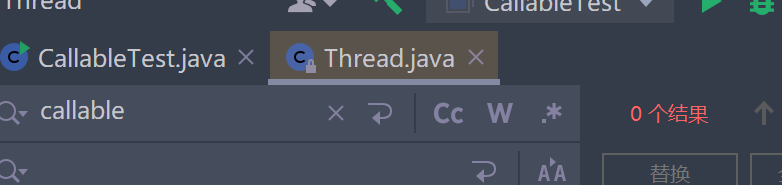 Thread
CallableTest
CallableTest.java
Thread.java
callable
Cc W .*
0 个结果
替换